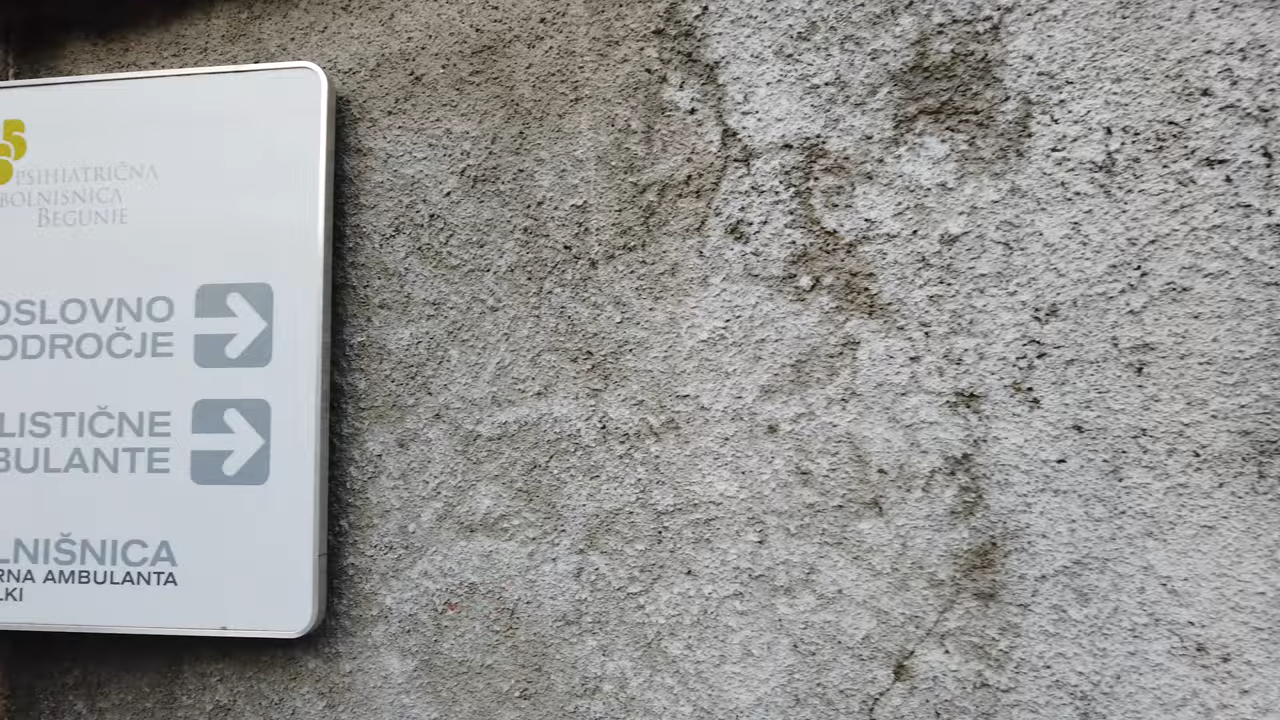 PSIHIATRIČNA
BOLNIŠNICA
BEGUNJE
OSLOVNO
ODROČJE
LISTIČNE
BULANTE
LNIŠNICA
RNA AMBULANTA
LKI